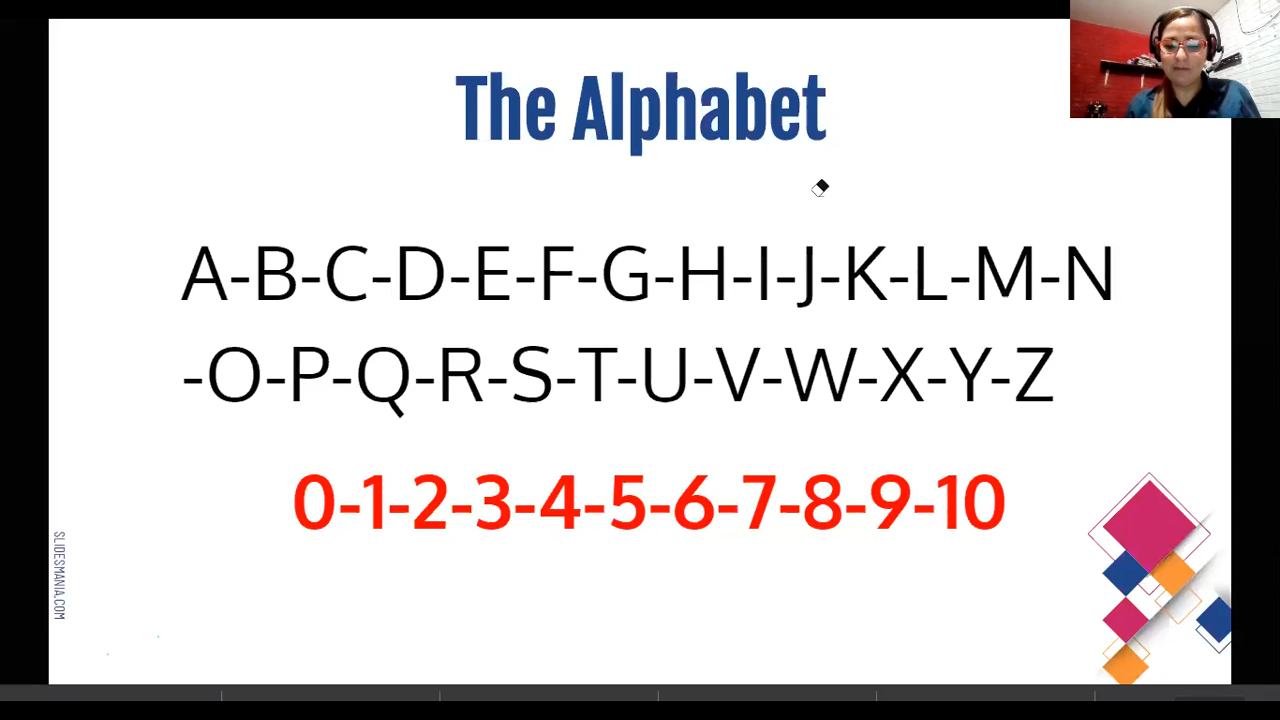 The Alphabet
A-B-C-D-E-F-G-H-I-J-K-L-M-N
-O-P-Q-R-S-T-U-V-W-X-Y-Z
0-1-2-3-4-5-6-7-8-9-10
SLIDESMANIA.COM